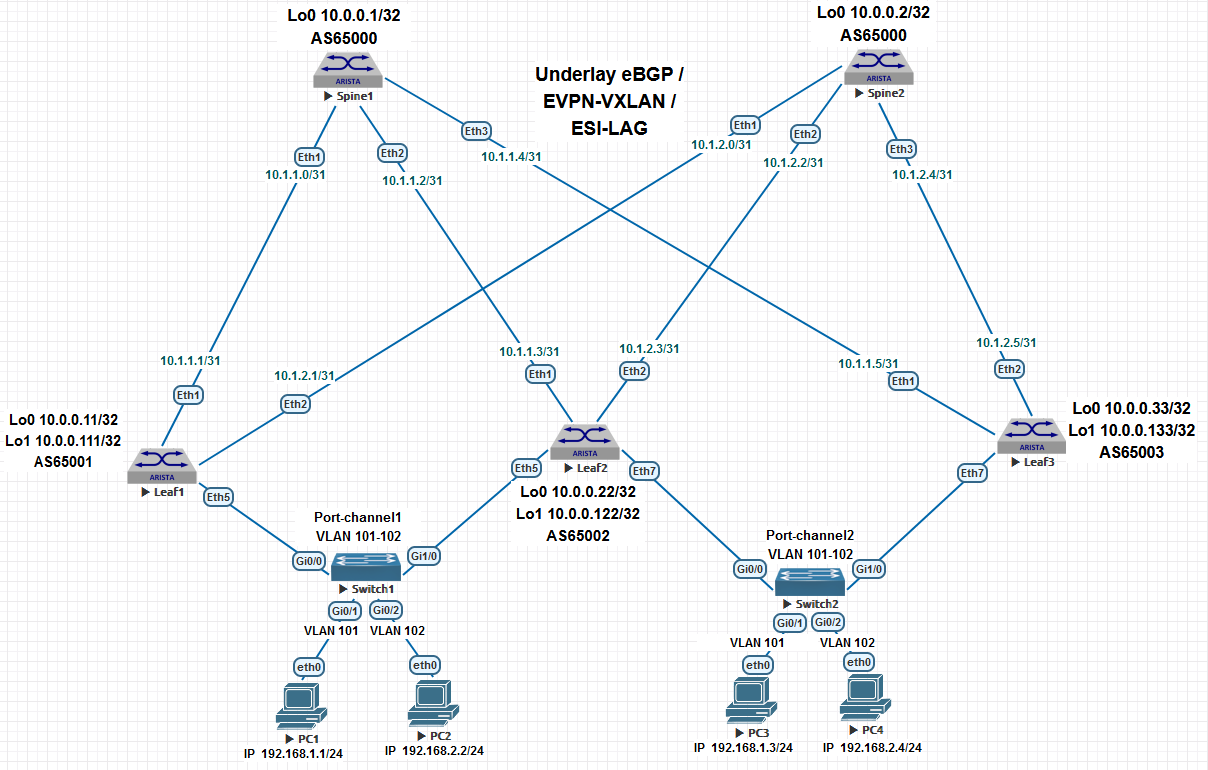 Lo0 10.0.0.1/32
AS65000
ARISTA
Spine1
Lo0 10.0.0.2/32
AS65000
ARISTA
Spine2
Underlay eBGP /
EVPN-VXLAN /
ESI-LAG
Eth1
10.1.1.0/31
Eth2
10.1.1.2/31
Eth3
10.1.1.4/31
Eth1
10.1.2.0/31
Eth2
10.1.2.2/31
Eth3
10.1.2.4/31
10.1.1.1/31
Eth1
10.1.2.1/31
Eth2
10.1.1.3/31
Eth1
10.1.2.3/31
Eth2
10.1.1.5/31
Eth1
10.1.2.5/31
Eth2
Lo0 10.0.0.11/32
Lo1 10.0.0.111/32
AS65001
ARISTA
Leaf1
Eth5
ARISTA
Leaf2
Eth5
Eth7
Lo0 10.0.0.22/32
Lo1 10.0.0.122/32
AS65002
Lo0 10.0.0.33/32
Lo1 10.0.0.133/32
AS65003
ARISTA
Leaf3
Eth7
Port-channel1
VLAN 101-102
Gi0/0
Gi1/0
Switch1
Gi0/1
Gi0/2
VLAN 101
VLAN 102
eth0
eth0
PC1
IP 192.168.1.1/24
PC2
IP 192.168.2.2/24
Port-channel2
VLAN 101-102
Gi0/0
Gi1/0
Switch2
Gi0/1
Gi0/2
VLAN 101
VLAN 102
eth0
eth0
PC3
IP 192.168.1.3/24
PC4
IP 192.168.2.4/24